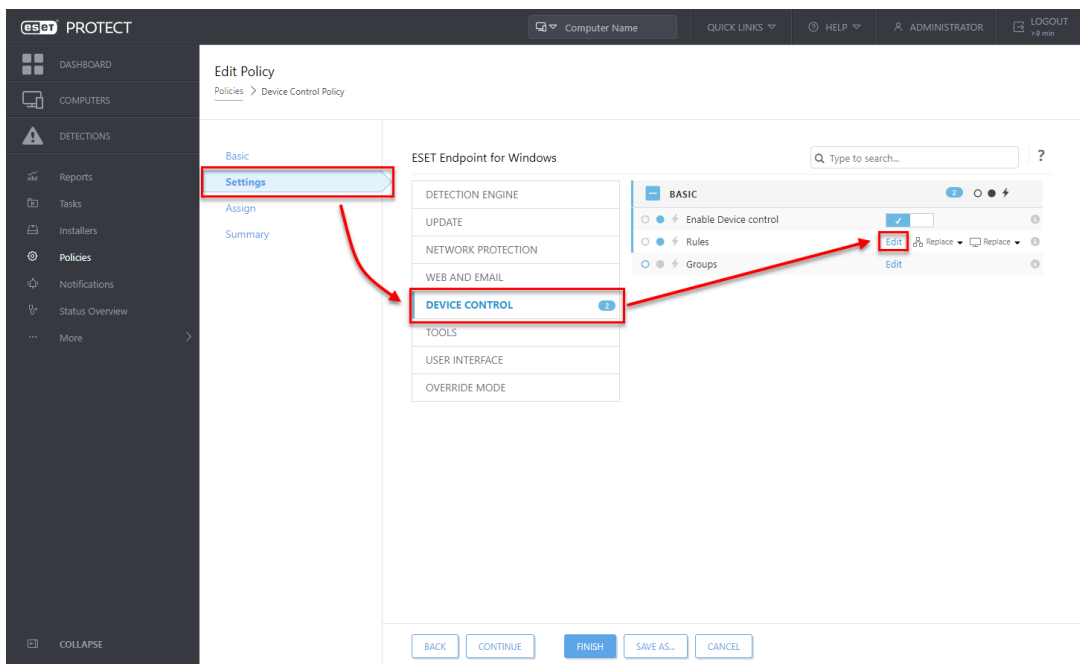 eset PROTECT
Computer Name
QUICK LINKS
HELP
ADMINISTRATOR
LOGOUT
>9 min
DASHBOARD
COMPUTERS
DETECTIONS
Reports
Tasks
Installers
Policies
Notifications
Status Overview
More
COLLAPSE
Edit Policy
Policies > Device Control Policy
Basic
Settings
Assign
Summary
ESET Endpoint for Windows
Type to search...
?
DETECTION ENGINE
UPDATE
NETWORK PROTECTION
WEB AND EMAIL
DEVICE CONTROL 2
TOOLS
USER INTERFACE
OVERRIDE MODE
BASIC 2
Enable Device control
Rules Edit Replace Replace
Groups Edit
BACK CONTINUE FINISH SAVE AS... CANCEL